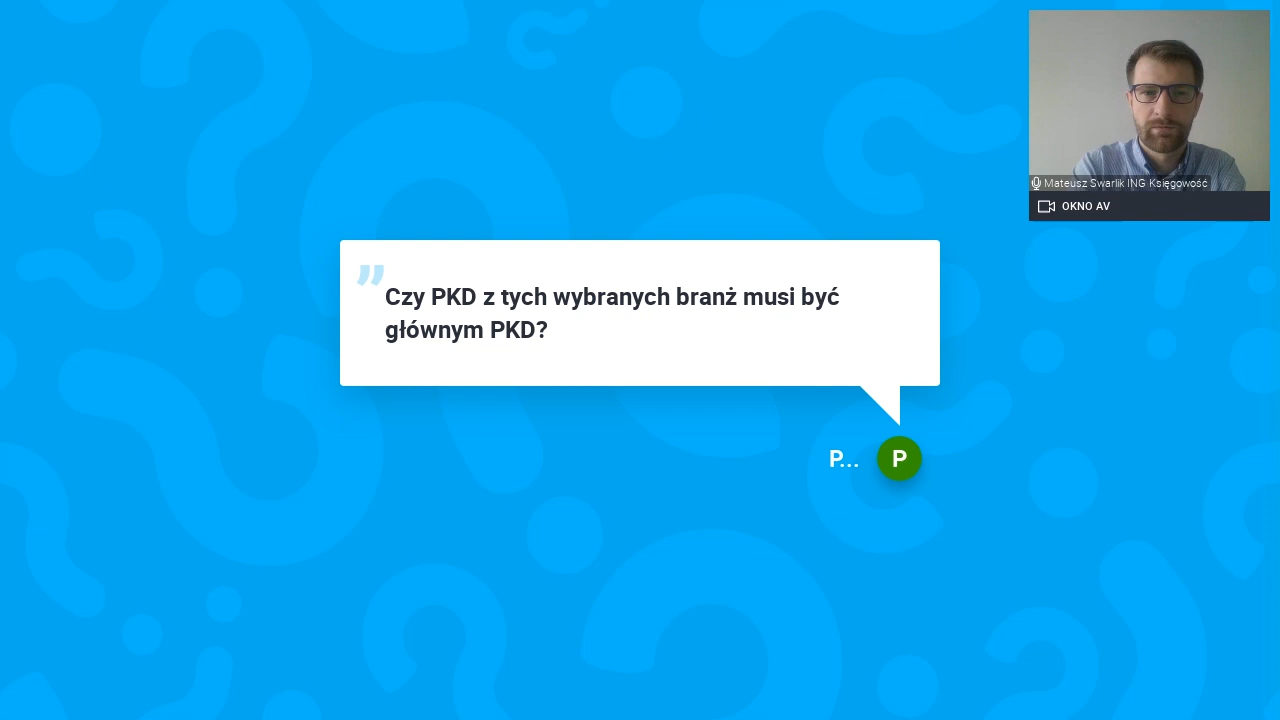 Mateusz Swarlik ING Księgowość
OKNO AV
” Czy PKD z tych wybranych branż musi być
głównym PKD?
P... P